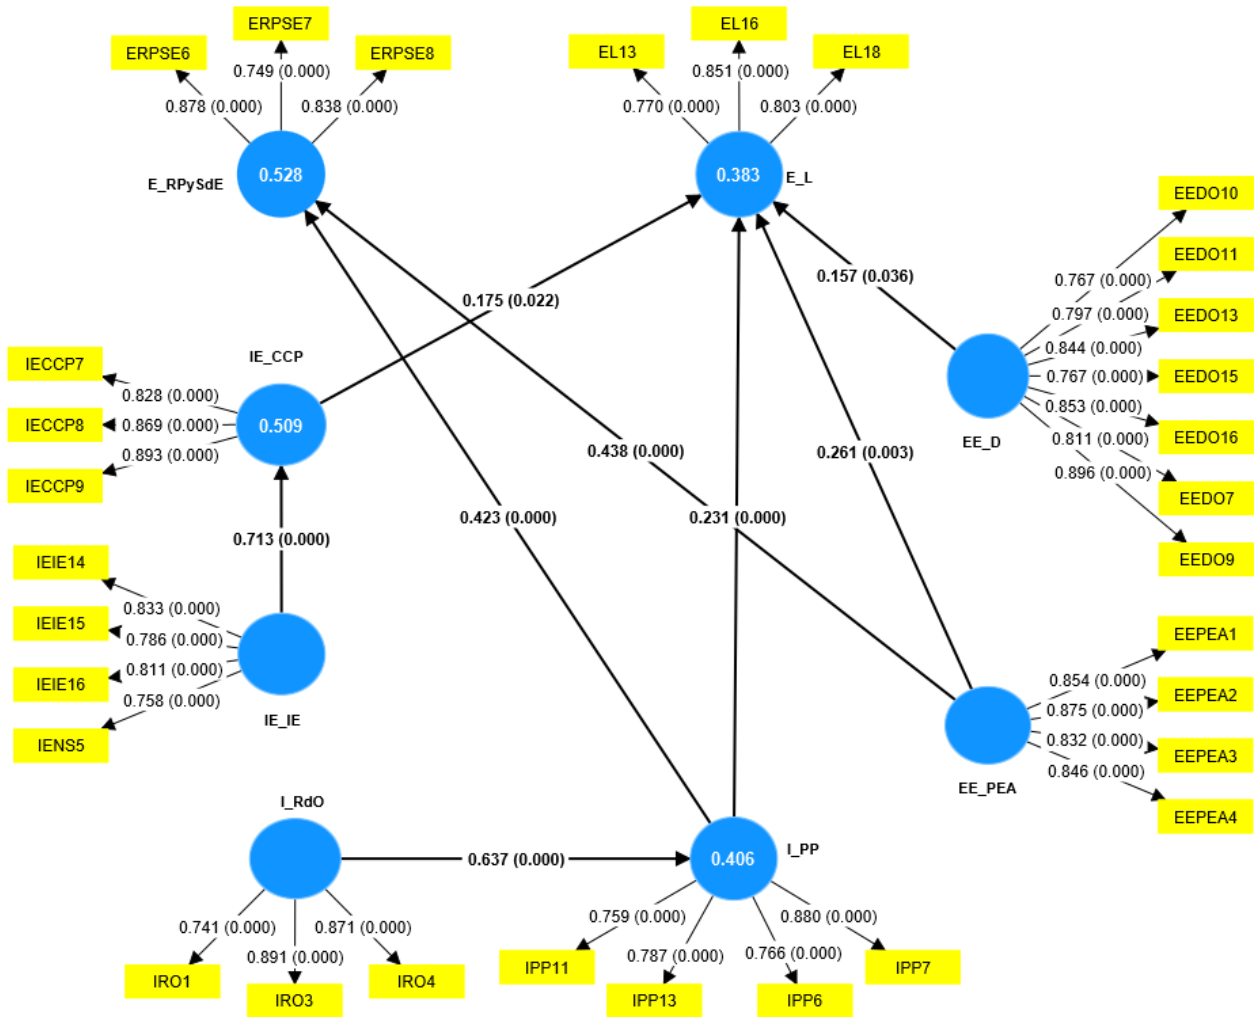 ERPSE7
EL16
ERPSE6
ERPSE8
EL13
EL18
0.749 (0.000)
0.851 (0.000)
0.878 (0.000)
0.838 (0.000)
0.770 (0.000)
0.803 (0.000)
0.528
E_RPySdE
0.383
E_L
EEDO10
EEDO11
0.157 (0.036)
0.767 (0.000)
0.175 (0.022)
0.797 (0.000)
EEDO13
0.844 (0.000)
IE_CCP
IECCP7
0.767 (0.000)
EEDO15
0.828 (0.000)
0.853 (0.000)
IECCP8
0.869 (0.000)
0.509
0.811 (0.000)
EEDO16
EE_D
0.893 (0.000)
0.438 (0.000)
0.261 (0.003)
0.896 (0.000)
IECCP9
EEDO7
0.423 (0.000)
0.231 (0.000)
0.713 (0.000)
IEIE14
EEDO9
0.833 (0.000)
IEIE15
0.786 (0.000)
EEPEA1
0.811 (0.000)
0.854 (0.000)
IEIE16
0.758 (0.000)
EEPEA2
0.875 (0.000)
IE_IE
IENS5
0.832 (0.000)
EEPEA3
0.846 (0.000)
EE_PEA
I_RdO
EEPEA4
0.637 (0.000)
0.406
I_PP
0.741 (0.000)
0.871 (0.000)
0.759 (0.000)
0.880 (0.000)
0.891 (0.000)
0.787 (0.000)
0.766 (0.000)
IRO1
IRO4
IPP11
IPP7
IRO3
IPP13
IPP6